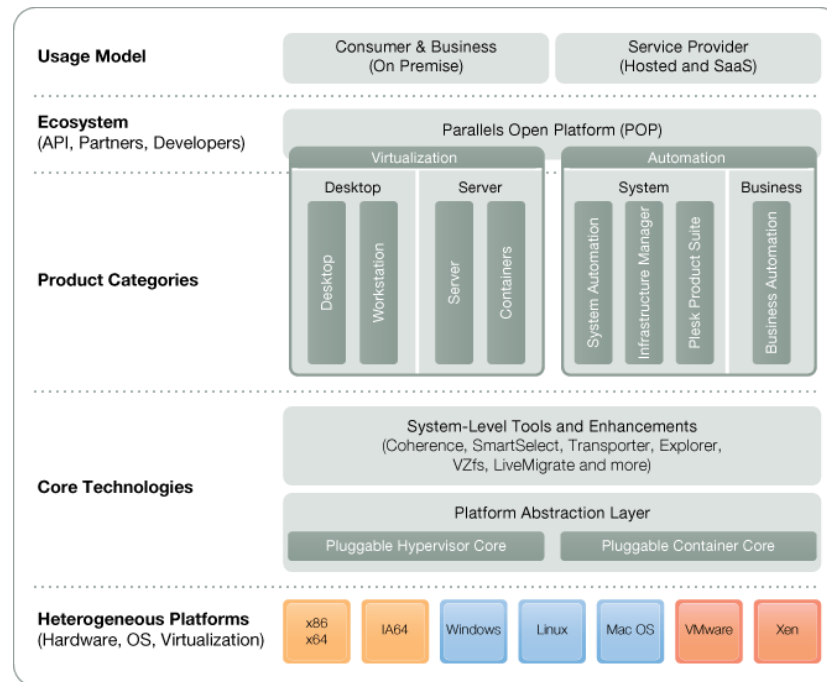 Usage Model
Consumer & Business
(On Premise)
Service Provider
(Hosted and SaaS)
Ecosystem
(API, Partners, Developers)
Parallels Open Platform (POP)
Virtualization
Automation
Desktop
Server
System
Business
Product Categories
Desktop
Workstation
Server
Containers
System Automation
Infrastructure Manager
Plesk Product Suite
Business Automation
Core Technologies
System-Level Tools and Enhancements
(Coherence, SmartSelect, Transporter, Explorer,
VZfs, LiveMigrate and more)
Platform Abstraction Layer
Pluggable Hypervisor Core
Pluggable Container Core
Heterogeneous Platforms
(Hardware, OS, Virtualization)
x86
x64
IA64
Windows
Linux
Mac OS
VMware
Xen